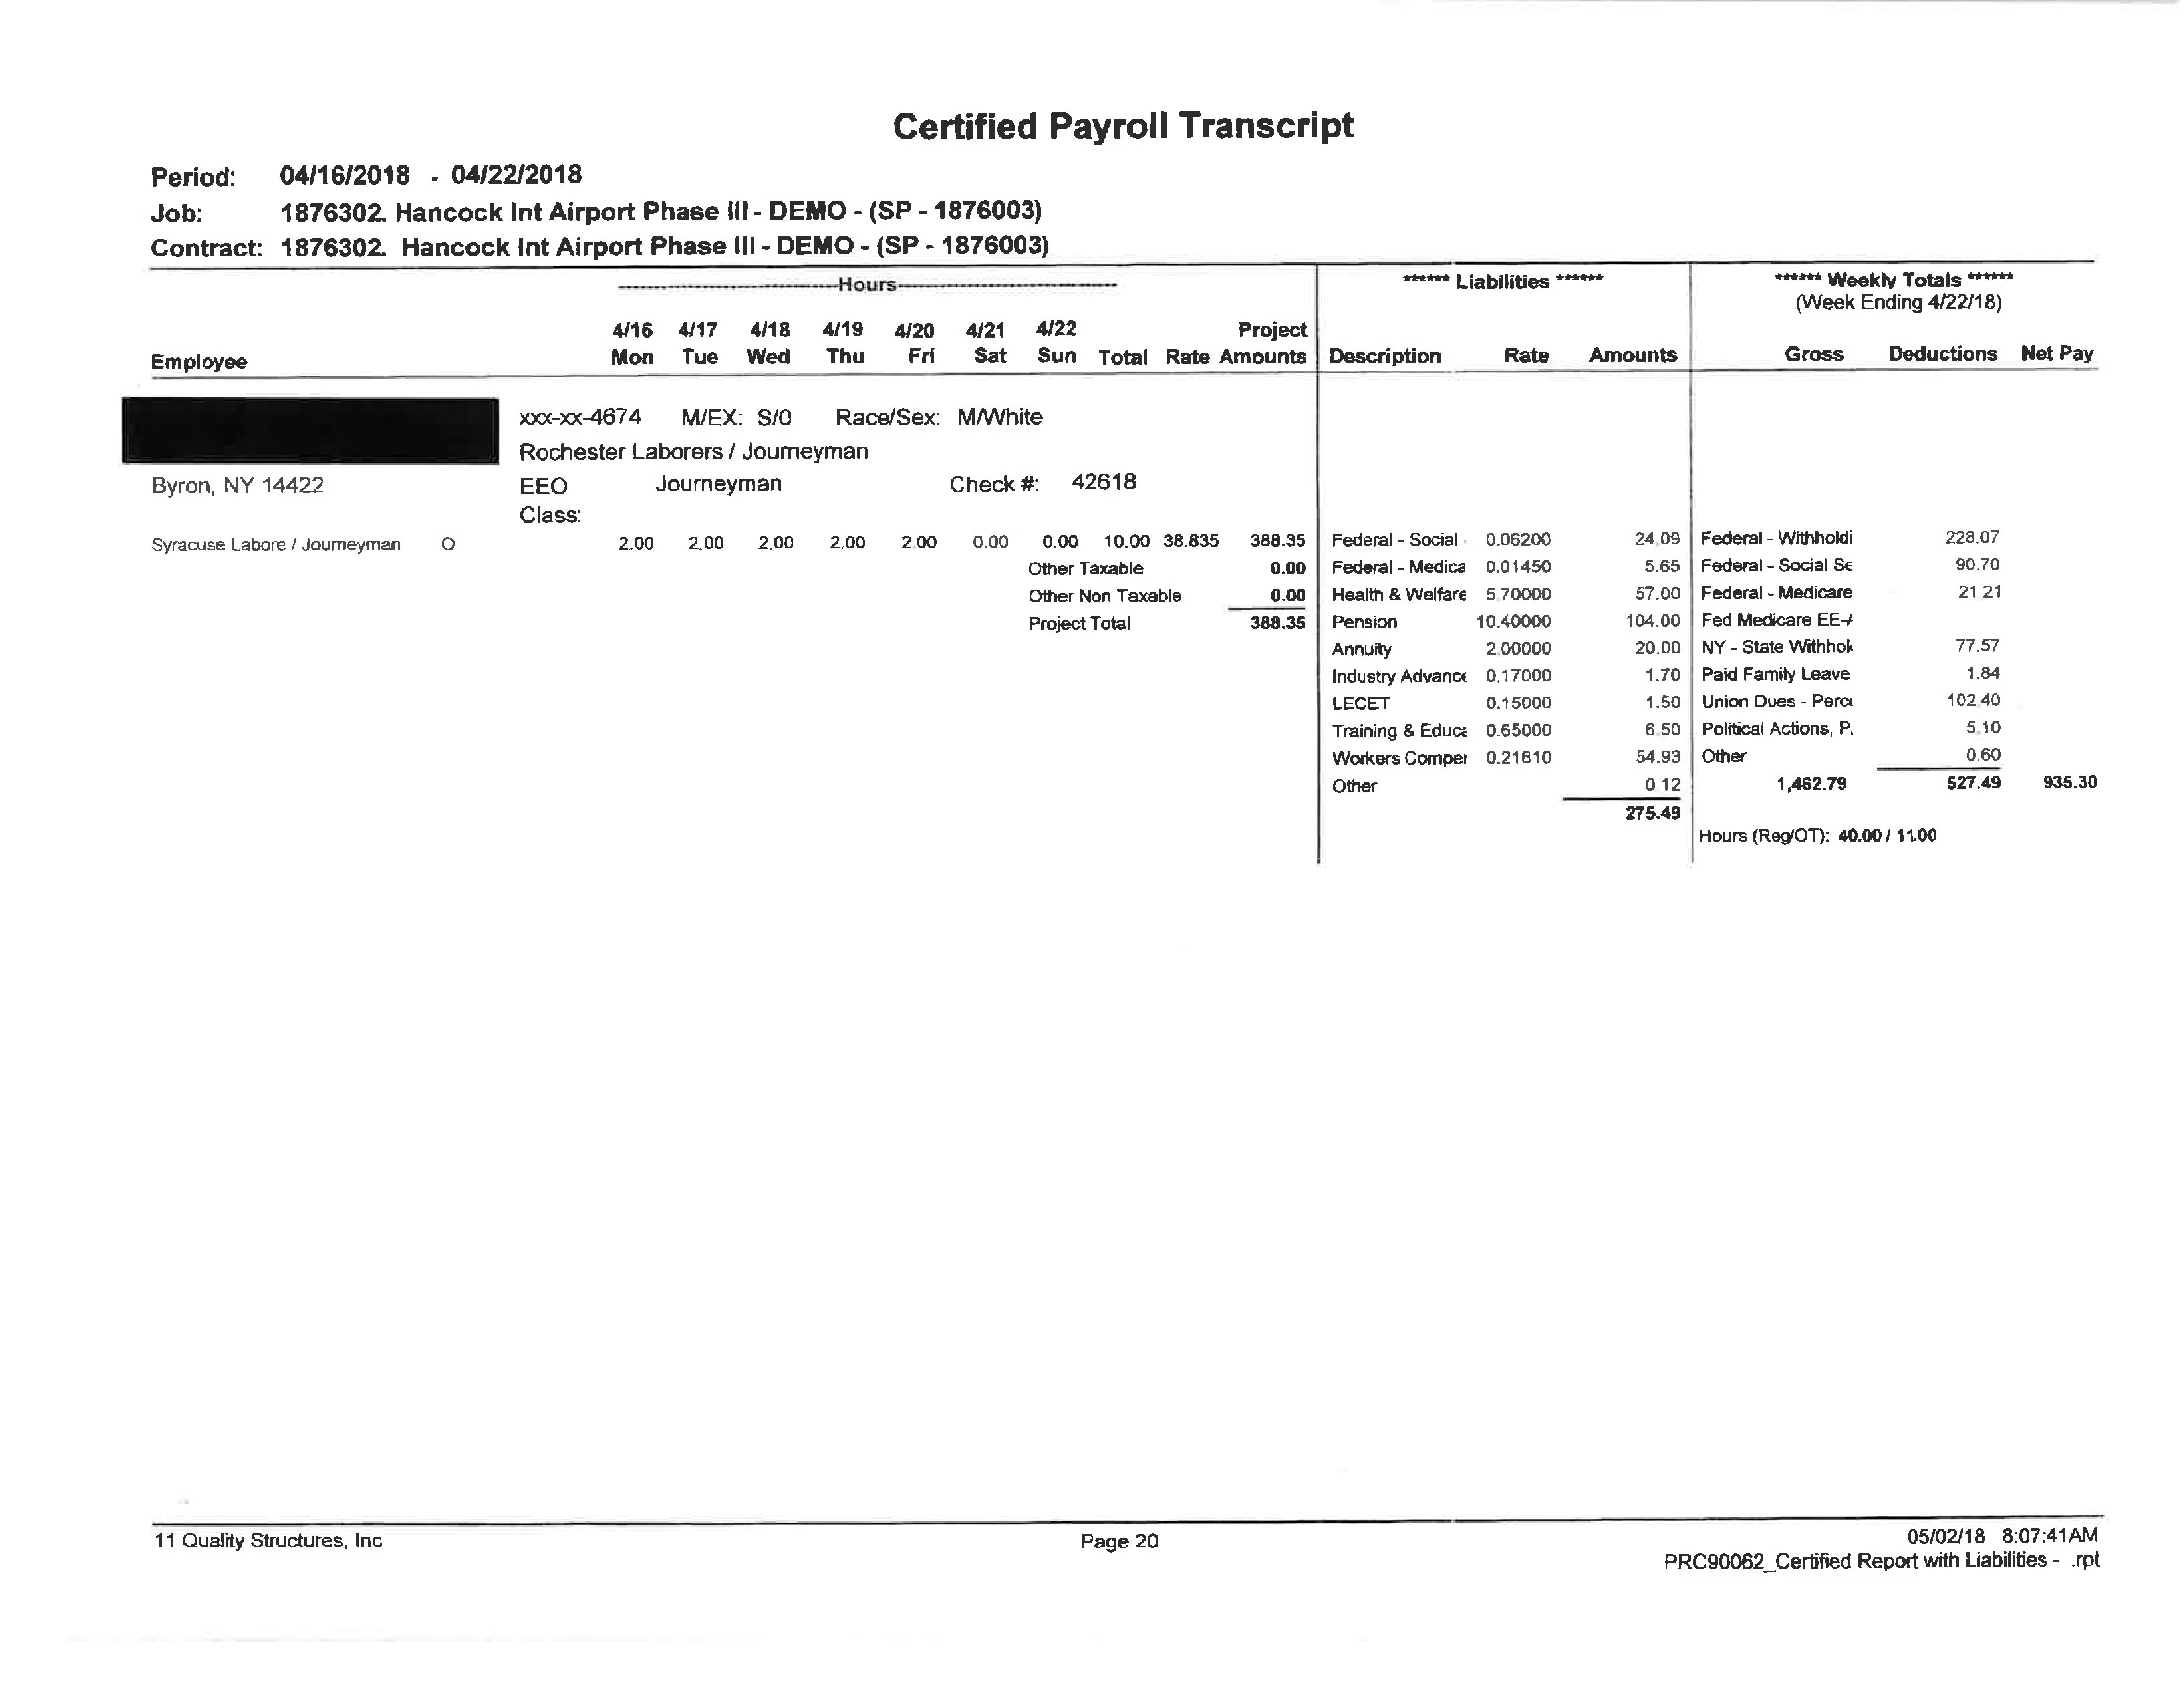 Certified Payroll Transcript
Period: 04/16/2018 - 04/22/2018
Job: 1876302. Hancock Int Airport Phase III - DEMO - (SP - 1876003)
Contract: 1876302. Hancock Int Airport Phase III - DEMO - (SP - 1876003)
Hours ****** Liabilities ****** ****** Weekly Totals ******
(Week Ending 4/22/18)
4/16 4/17 4/18 4/19 4/20 4/21 4/22 Project
Employee Mon Tue Wed Thu Fri Sat Sun Total Rate Amounts Description Rate Amounts Gross Deductions Net Pay
xxx-xx-4674 M/EX: S/0 Race/Sex: M/White
Rochester Laborers / Journeyman
Byron, NY 14422 EEO Journeyman Check #: 42618
Class:
Syracuse Labore / Journeyman O 2.00 2.00 2.00 2.00 2.00 0.00 0.00 10.00 38.835 388.35 Federal - Social 0.06200 24.09 Federal - Withholdi 228.07
Other Taxable 0.00 Federal - Medica 0.01450 5.65 Federal - Social Se 90.70
Other Non Taxable 0.00 Health & Welfare 5.70000 57.00 Federal - Medicare 21.21
Project Total 388.35 Pension 10.40000 104.00 Fed Medicare EE-A
Annuity 2.00000 20.00 NY - State Withhol 77.57
Industry Advance 0.17000 1.70 Paid Family Leave 1.84
LECET 0.15000 1.50 Union Dues - Perce 102.40
Training & Educa 0.65000 6.50 Political Actions, P. 5.10
Workers Comper 0.21810 54.93 Other 0.60
Other 0.12 1,462.79 527.49 935.30
275.49
Hours (Reg/OT): 40.00 / 11.00
11 Quality Structures, Inc Page 20 05/02/18 8:07:41AM
PRC90062_Certified Report with Liabilities - .rpt